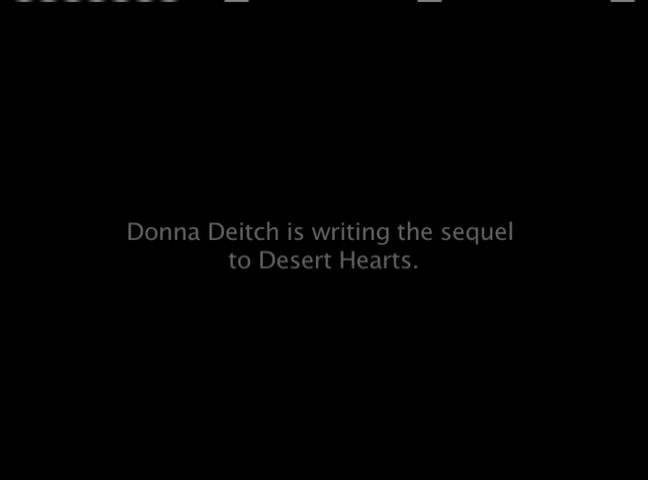 Donna Deitch is writing the sequel
to Desert Hearts.